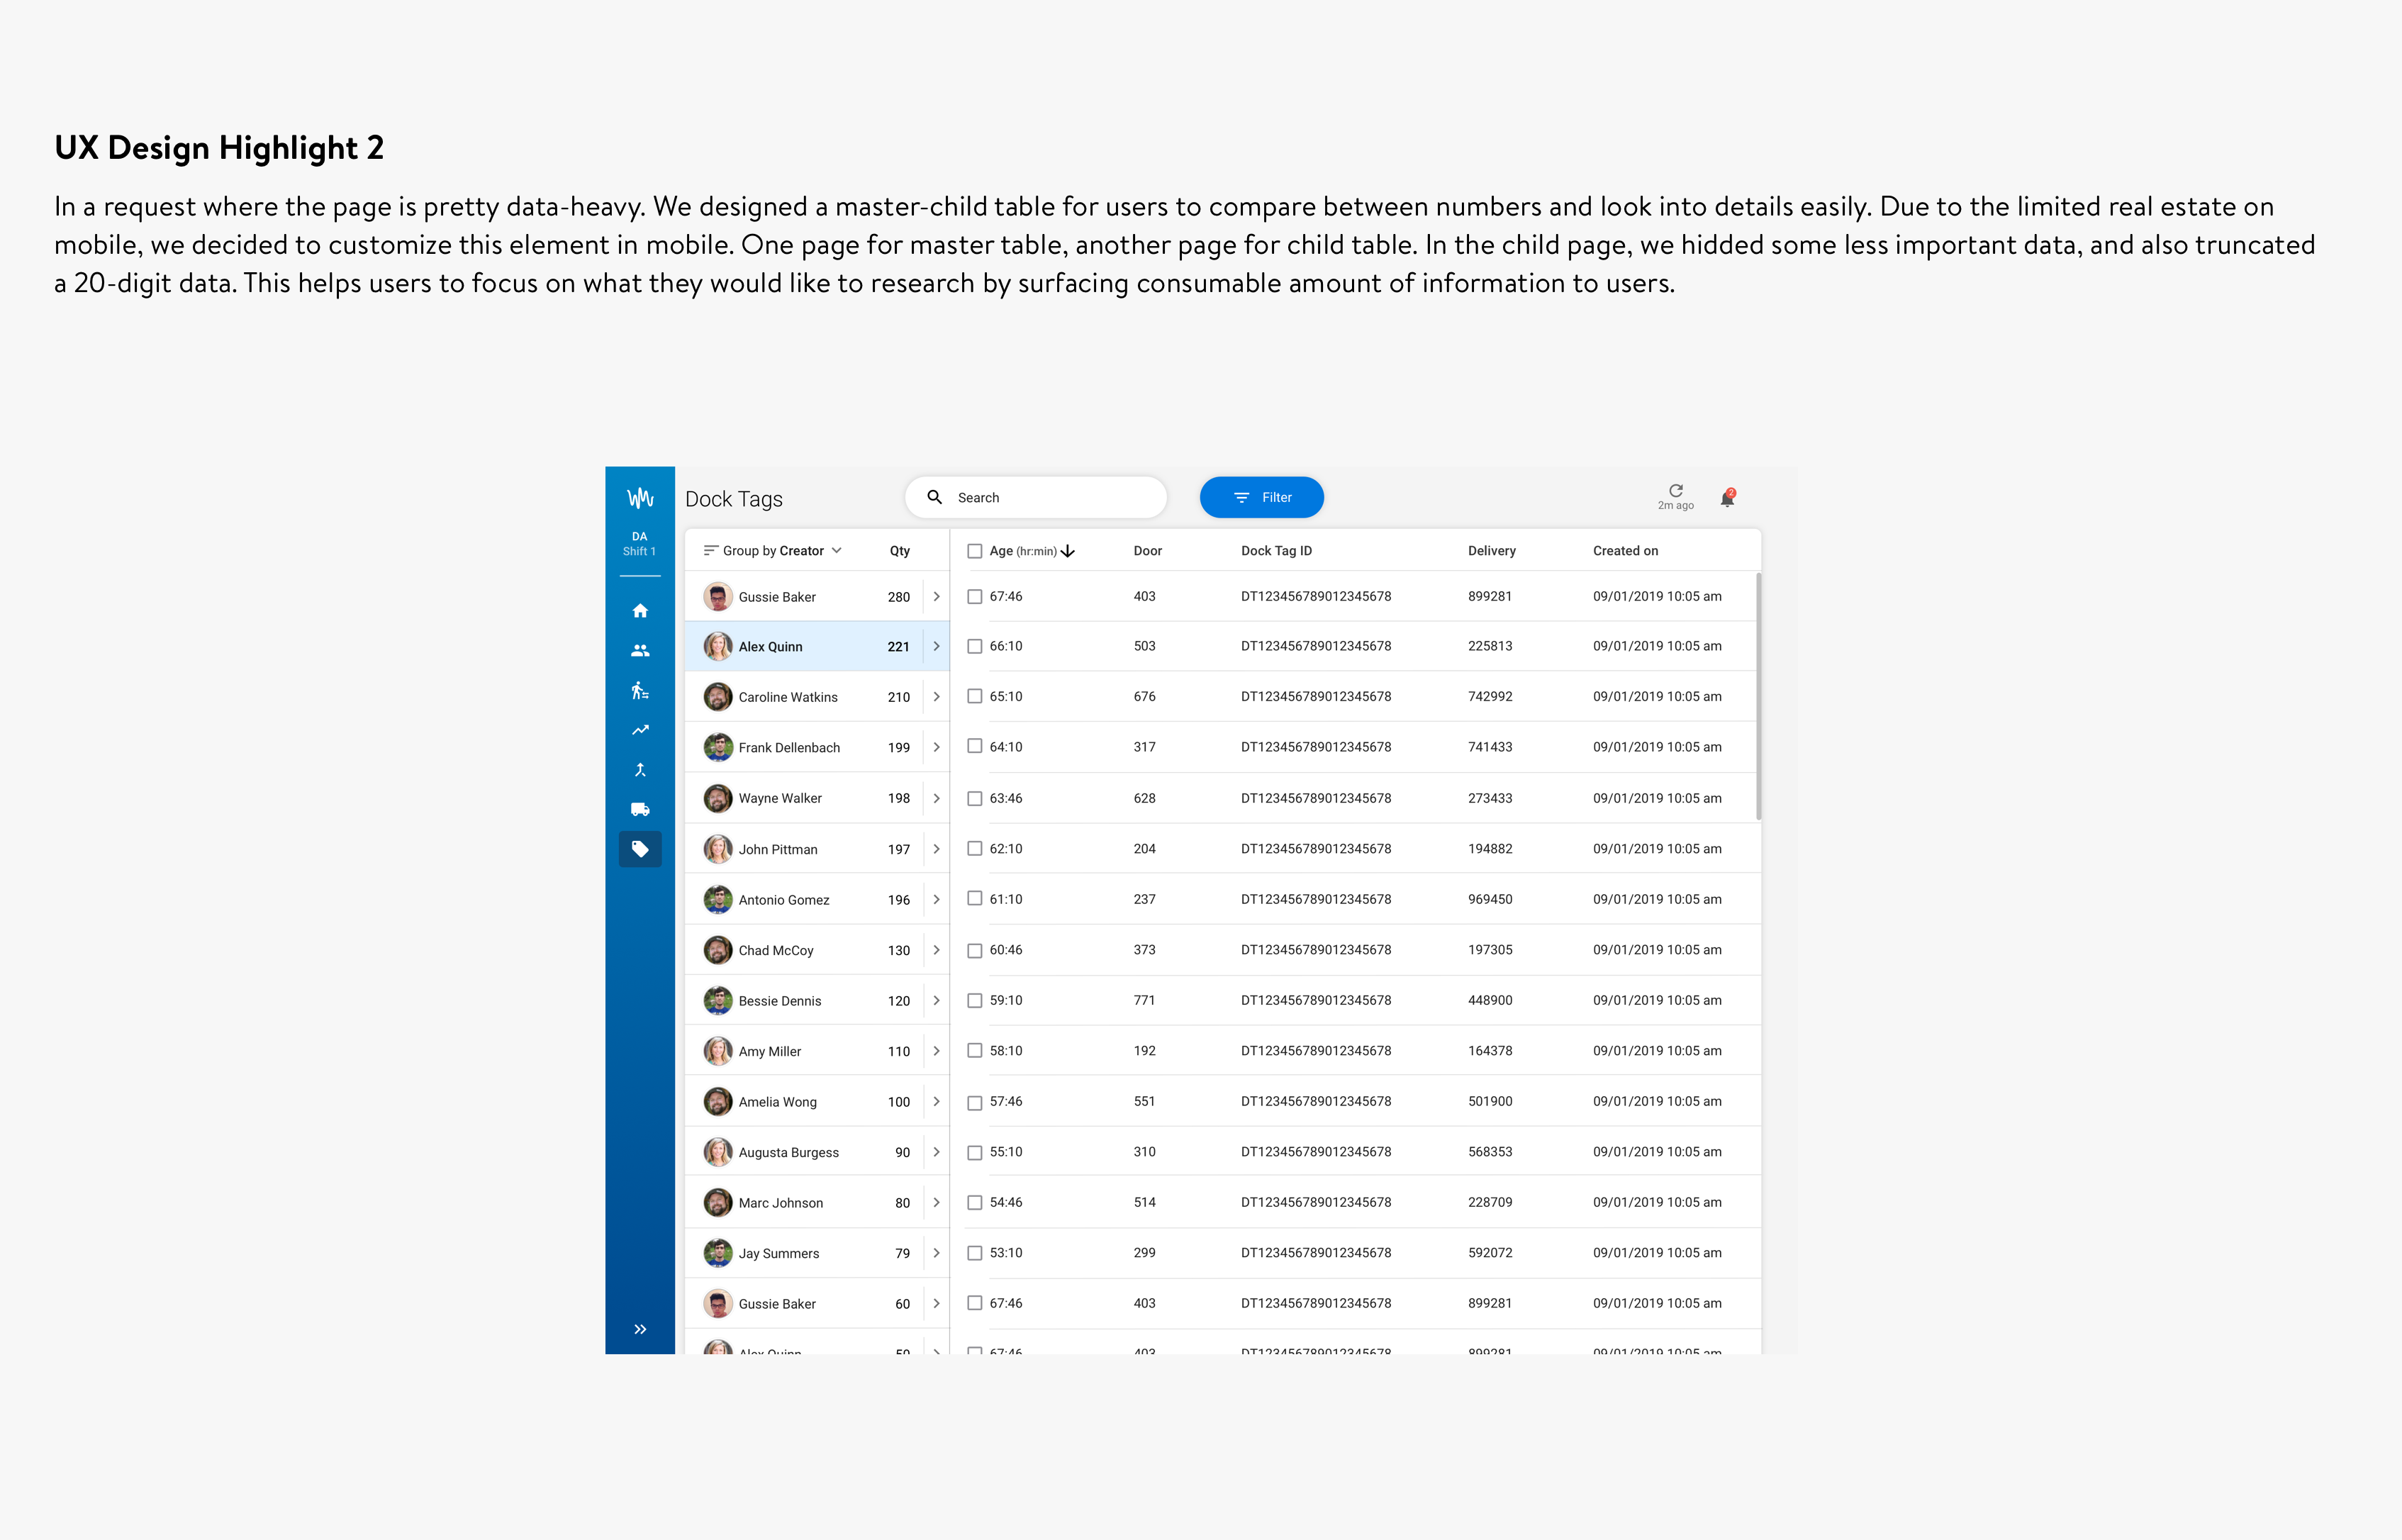 UX Design Highlight 2
In a request where the page is pretty data-heavy. We designed a master-child table for users to compare between numbers and look into details easily. Due to the limited real estate on
mobile, we decided to customize this element in mobile. One page for master table, another page for child table. In the child page, we hidded some less important data, and also truncated
a 20-digit data. This helps users to focus on what they would like to research by surfacing consumable amount of information to users.
DA
Shift 1
Dock Tags
Search
Filter
2m ago
2
Group by Creator Qty Age (hr:min) Door Dock Tag ID Delivery Created on
Gussie Baker 280 67:46 403 DT123456789012345678 899281 09/01/2019 10:05 am
Alex Quinn 221 66:10 503 DT123456789012345678 225813 09/01/2019 10:05 am
Caroline Watkins 210 65:10 676 DT123456789012345678 742992 09/01/2019 10:05 am
Frank Dellenbach 199 64:10 317 DT123456789012345678 741433 09/01/2019 10:05 am
Wayne Walker 198 63:46 628 DT123456789012345678 273433 09/01/2019 10:05 am
John Pittman 197 62:10 204 DT123456789012345678 194882 09/01/2019 10:05 am
Antonio Gomez 196 61:10 237 DT123456789012345678 969450 09/01/2019 10:05 am
Chad McCoy 130 60:46 373 DT123456789012345678 197305 09/01/2019 10:05 am
Bessie Dennis 120 59:10 771 DT123456789012345678 448900 09/01/2019 10:05 am
Amy Miller 110 58:10 192 DT123456789012345678 164378 09/01/2019 10:05 am
Amelia Wong 100 57:46 551 DT123456789012345678 501900 09/01/2019 10:05 am
Augusta Burgess 90 55:10 310 DT123456789012345678 568353 09/01/2019 10:05 am
Marc Johnson 80 54:46 514 DT123456789012345678 228709 09/01/2019 10:05 am
Jay Summers 79 53:10 299 DT123456789012345678 592072 09/01/2019 10:05 am
Gussie Baker 60 67:46 403 DT123456789012345678 899281 09/01/2019 10:05 am
Alex Quinn 50 67:46 403 DT123456789012345678 899281 09/01/2019 10:05 am